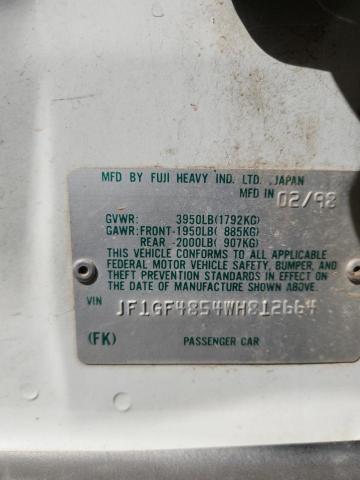 MFD BY FUJI HEAVY IND. LTD. JAPAN
MFD IN 02/98
GVWR: 3950LB(1792KG)
GAWR:FRONT-1950LB( 885KG)
REAR -2000LB( 907KG)
THIS VEHICLE CONFORMS TO ALL APPLICABLE
FEDERAL MOTOR VEHICLE SAFETY, BUMPER, AND
THEFT PREVENTION STANDARDS IN EFFECT ON
THE DATE OF MANUFACTURE SHOWN ABOVE.
VIN JF1GF4854WH812664
(FK) PASSENGER CAR